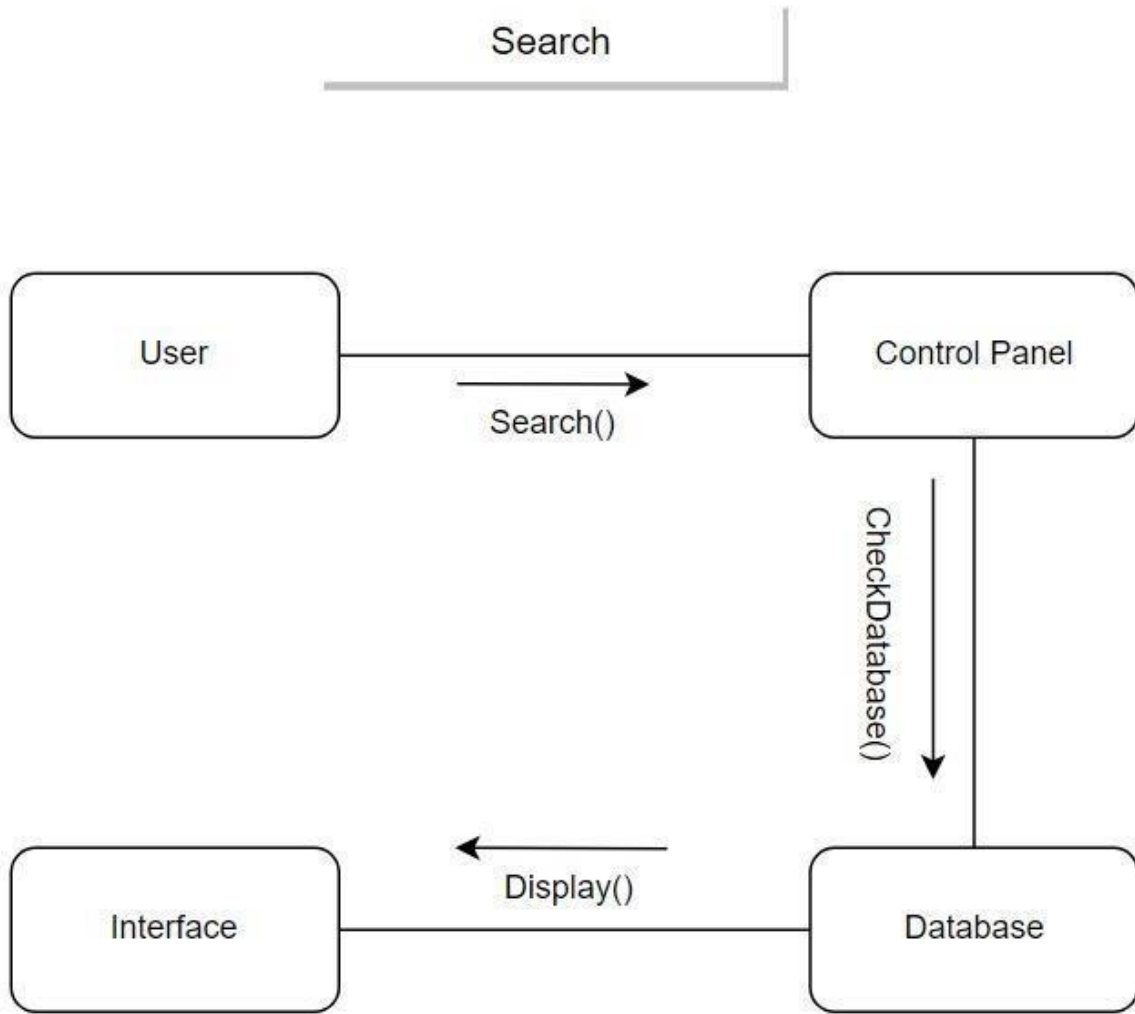 Search
User
Control Panel
Search()
CheckDatabase()
Display()
Interface
Database